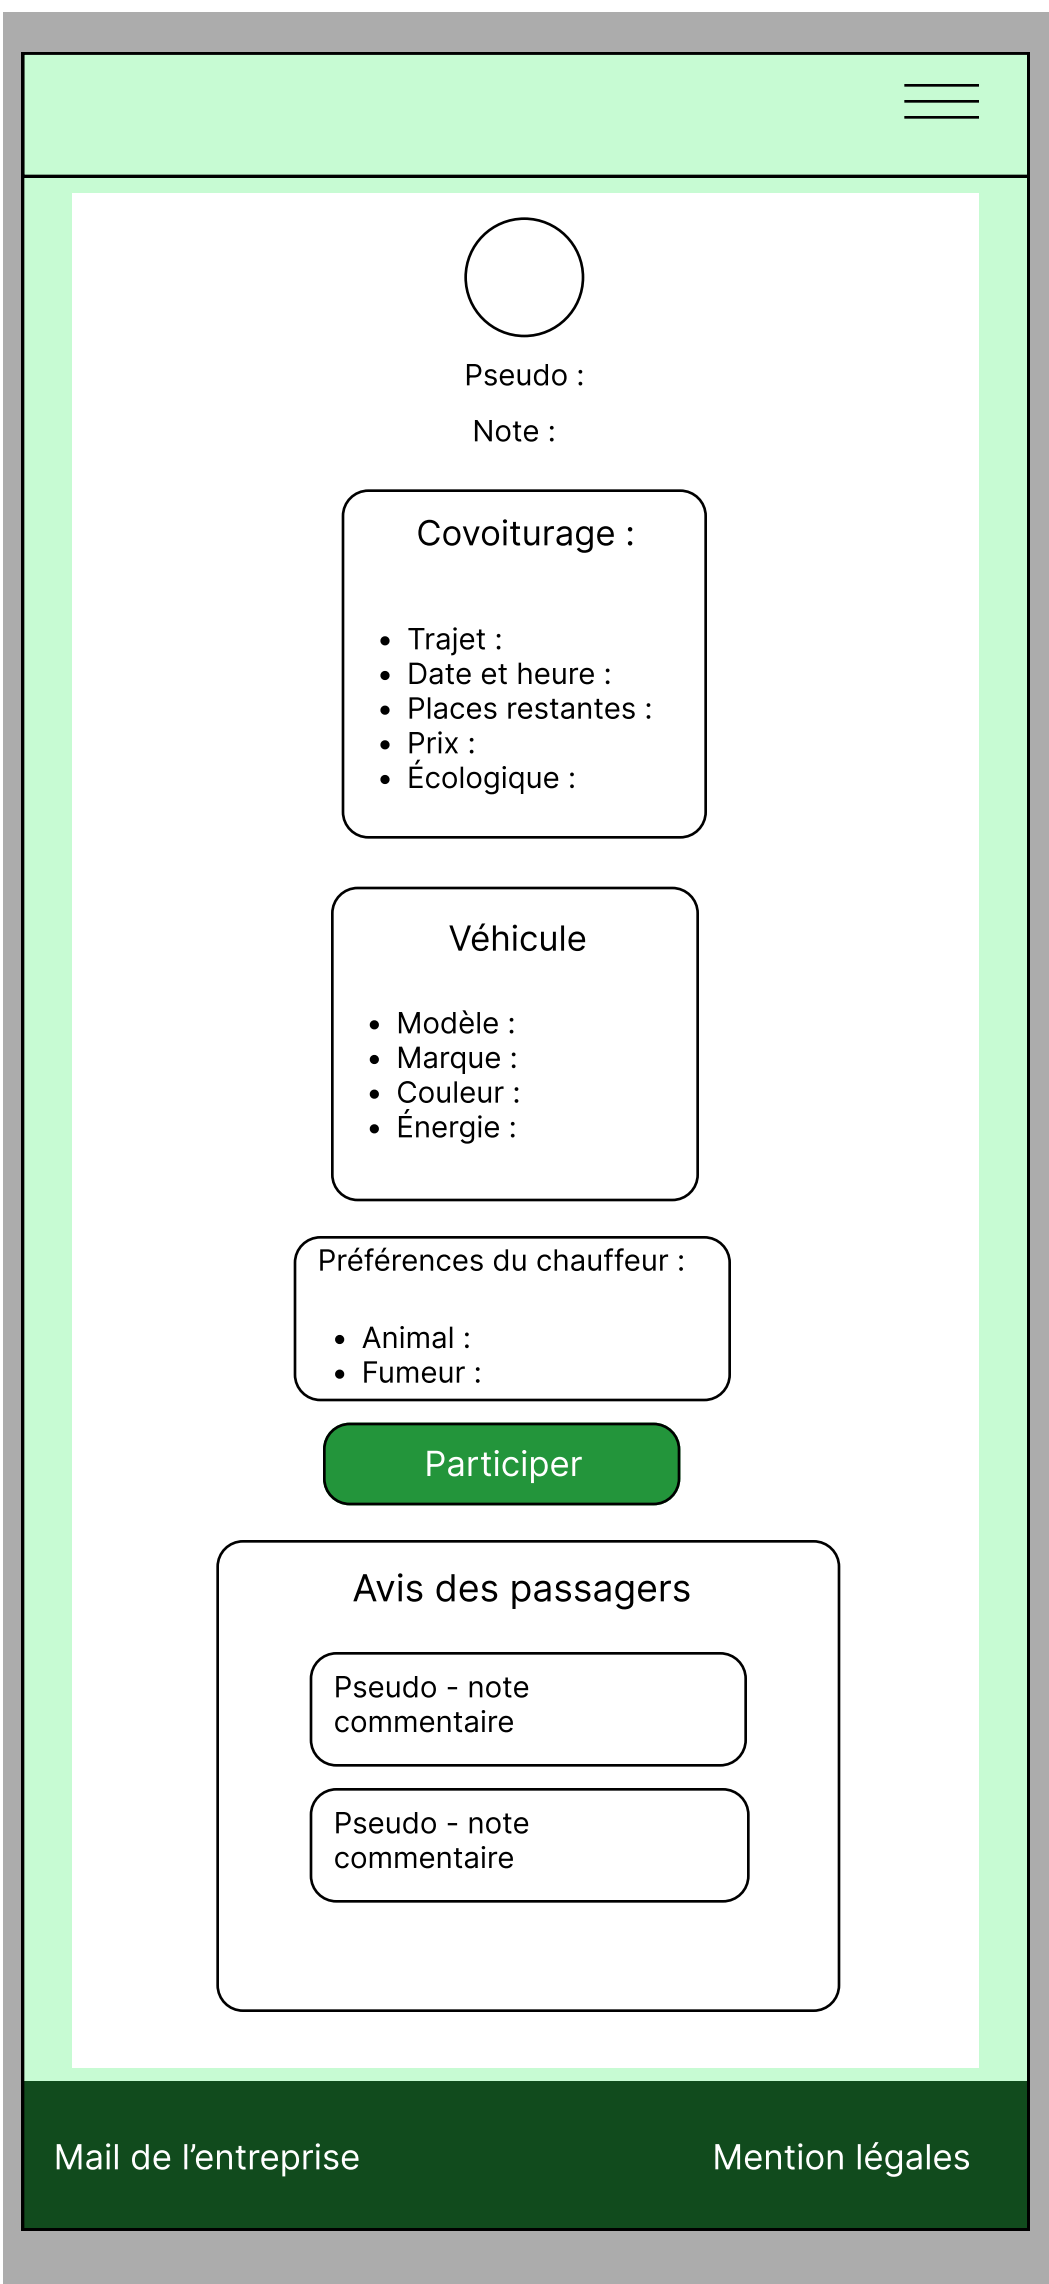 Pseudo :
Note :
Covoiturage :
• Trajet :
• Date et heure :
• Places restantes :
• Prix :
• Écologique :
Véhicule
• Modèle :
• Marque :
• Couleur :
• Énergie :
Préférences du chauffeur :
• Animal :
• Fumeur :
Participer
Avis des passagers
Pseudo - note
commentaire
Pseudo - note
commentaire
Mail de l’entreprise
Mention légales